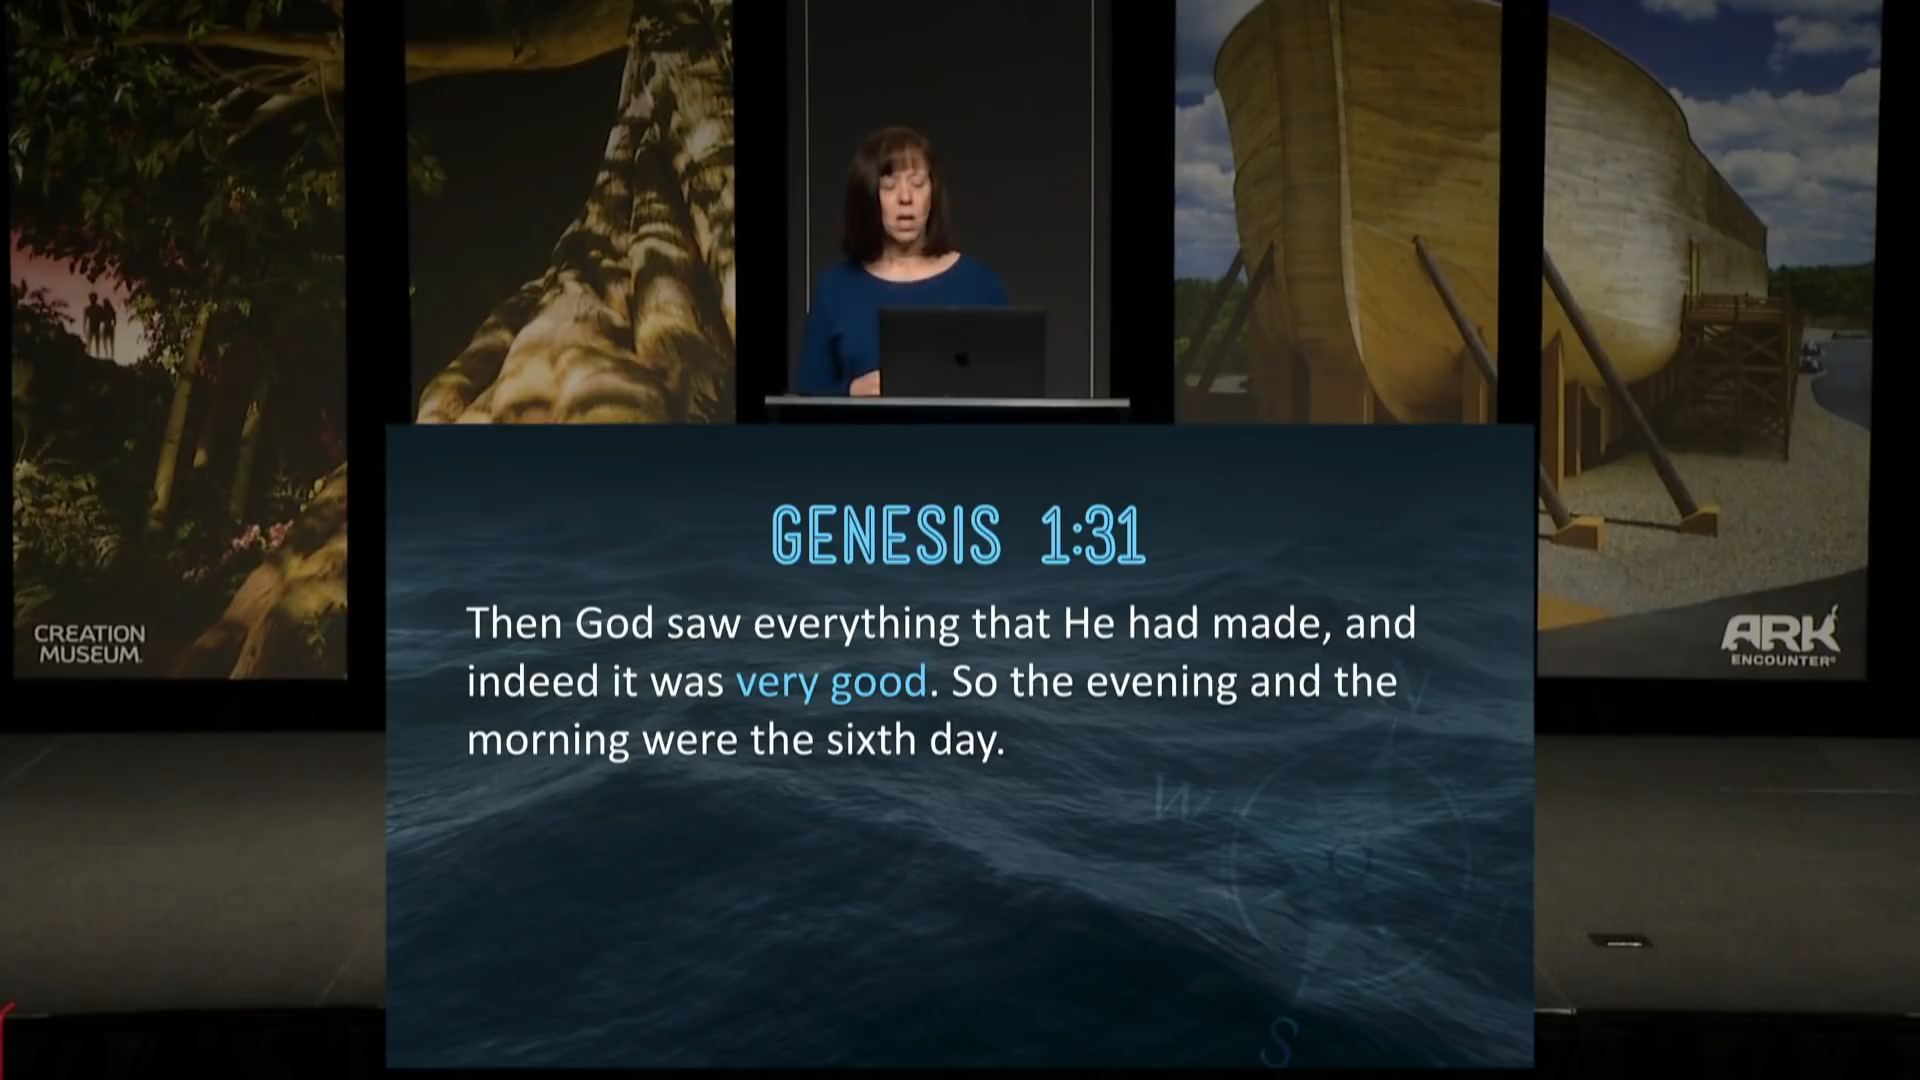 GENESIS 1:31
Then God saw everything that He had made, and
indeed it was very good. So the evening and the
morning were the sixth day.
W
S
CREATION
MUSEUM
ARK
ENCOUNTER®